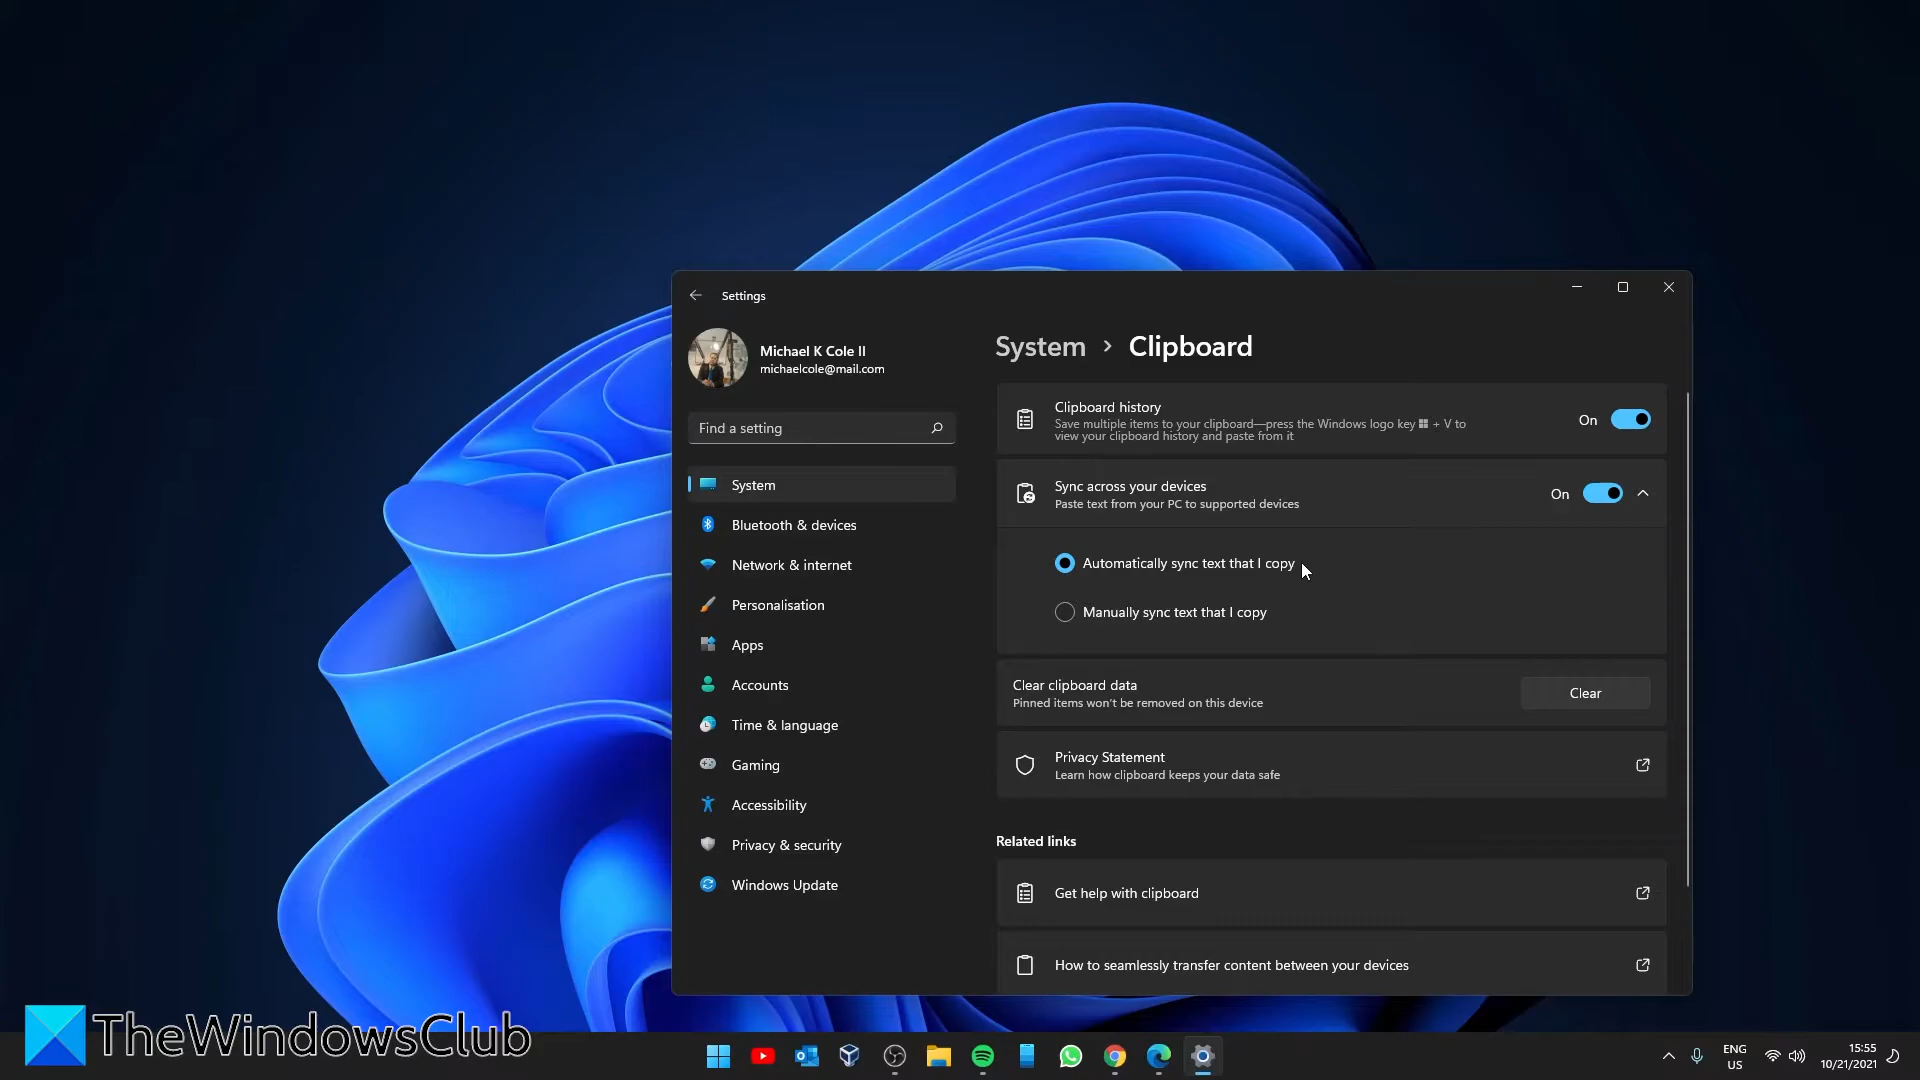 Settings
Michael K Cole II
michaelcole@mail.com
Find a setting
System
Bluetooth & devices
Network & internet
Personalisation
Apps
Accounts
Time & language
Gaming
Accessibility
Privacy & security
Windows Update
System > Clipboard
Clipboard history
Save multiple items to your clipboard—press the Windows logo key + V to
view your clipboard history and paste from it
On
Sync across your devices
Paste text from your PC to supported devices
On
Automatically sync text that I copy
Manually sync text that I copy
Clear clipboard data
Pinned items won't be removed on this device
Clear
Privacy Statement
Learn how clipboard keeps your data safe
Related links
Get help with clipboard
How to seamlessly transfer content between your devices
TheWindowsClub
ENG
US
15:55
10/21/2021